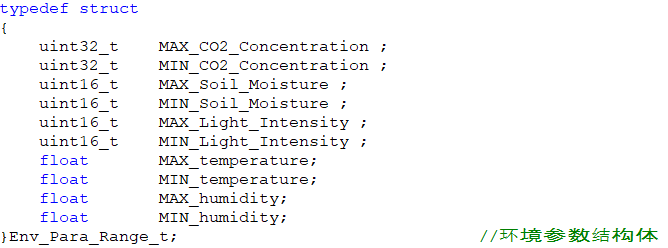 typedef struct
{
    uint32_t    MAX_CO2_Concentration ;
    uint32_t    MIN_CO2_Concentration ;
    uint16_t    MAX_Soil_Moisture ;
    uint16_t    MIN_Soil_Moisture ;
    uint16_t    MAX_Light_Intensity ;
    uint16_t    MIN_Light_Intensity ;
    float       MAX_temperature;
    float       MIN_temperature;
    float       MAX_humidity;
    float       MIN_humidity;
}Env_Para_Range_t;                              //环境参数结构体